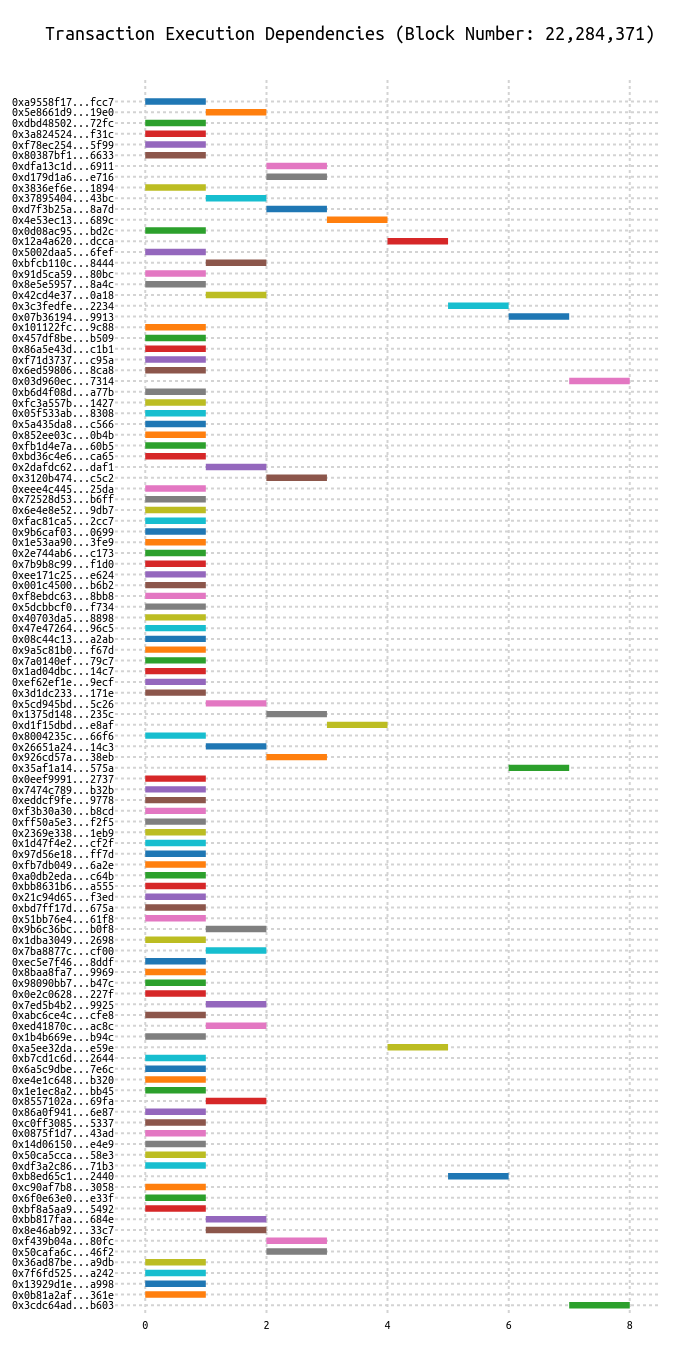 Transaction Execution Dependencies (Block Number: 22,284,371)
0xa9558f17...fcc7
0x5e8661d9...19e0
0xdbd48502...72fc
0x3a824524...f31c
0xf78ec254...5f99
0x80387bf1...6633
0xdfa13c1d...6911
0xd179d1a6...e716
0x3836ef6e...1894
0x37895404...43bc
0xd7f3b25a...8a7d
0x4e53ec13...689c
0x0d08ac95...bd2c
0x12a4a620...dcca
0x5002daa5...6fef
0xbfcb110c...8444
0x91d5ca59...80bc
0x8e5e5957...8a4c
0x42cd4e37...0a18
0x3c3fedfe...2234
0x07b36194...9913
0x101122fc...9c88
0x457df8be...b509
0x86a5e43d...c1b1
0xf71d3737...c95a
0x6ed59806...8ca8
0x03d960ec...7314
0xb6d4f08d...a77b
0xfc3a557b...1427
0x05f533ab...8308
0x5a435da8...c566
0x852ee03c...0b4b
0xfb1d4e7a...60b5
0xbd36c4e6...ca65
0x2dafdc62...daf1
0x3120b474...c5c2
0xeee4c445...25da
0x72528d53...b6ff
0x6e4e8e52...9db7
0xfac81ca5...2cc7
0x9b6caf03...0699
0x1e53aa90...3fe9
0x2e744ab6...c173
0x7b9b8c99...f1d0
0xee171c25...e624
0x001c4500...b6b2
0xf8ebdc63...8bb8
0x5dcbbcf0...f734
0x40703da5...8898
0x47e47264...96c5
0x08c44c13...a2ab
0x9a5c81b0...f67d
0x7a0140ef...79c7
0x1ad04dbc...14c7
0xef62ef1e...9ecf
0x3d1dc233...171e
0x5cd945bd...5c26
0x1375d148...235c
0xd1f15dbd...e8af
0x8004235c...66f6
0x26651a24...14c3
0x926cd57a...38eb
0x35af1a14...575a
0x0eef9991...2737
0x7474c789...b32b
0xeddcf9fe...9778
0xf3b30a30...b8cd
0xff50a5e3...f2f5
0x2369e338...1eb9
0x1d47f4e2...cf2f
0x97d56e18...ff7d
0xfb7db049...6a2e
0xa0db2eda...c64b
0xbb8631b6...a555
0x21c94d65...f3ed
0xbd7ff17d...675a
0x51bb76e4...61f8
0x9b6c36bc...b0f8
0x1dba3049...2698
0x7ba8877c...cf00
0xec5e7f46...8ddf
0x8baa8fa7...9969
0x98090bb7...b47c
0x0e2c0628...227f
0x7ed5b4b2...9925
0xabc6ce4c...cfe8
0xed41870c...ac8c
0x1b4b669e...b94c
0xa5ee32da...e59e
0xb7cd1c6d...2644
0x6a5c9dbe...7e6c
0xe4e1c648...b320
0x1e1ec8a2...bb45
0x8557102a...69fa
0x86a0f941...6e87
0xc0ff3085...5337
0x0875f1d7...43ad
0x14d06150...e4e9
0x50ca5cca...58e3
0xdf3a2c86...71b3
0xb8ed65c1...2440
0xc90af7b8...3058
0x6f0e63e0...e33f
0xbf8a5aa9...5492
0xbb817faa...684e
0x8e46ab92...33c7
0xf439b04a...80fc
0x50cafa6c...46f2
0x36ad87be...a9db
0x7f6fd525...a242
0x13929d1e...a998
0x0b81a2af...361e
0x3cdc64ad...b603
0 2 4 6 8